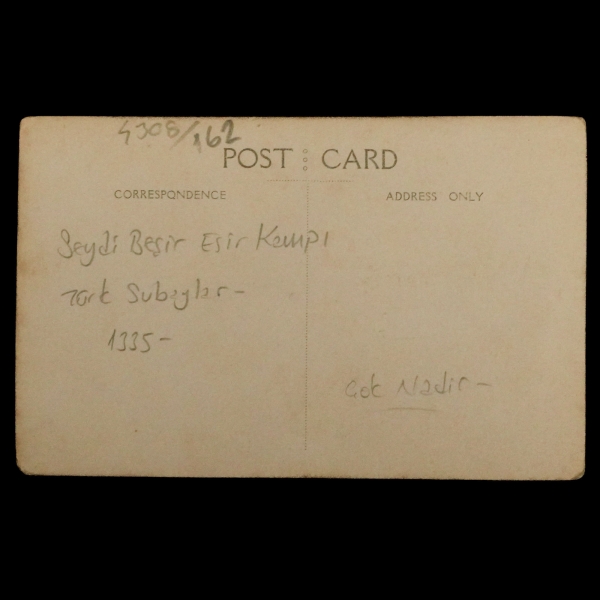 4308/162
POST CARD
CORRESPONDENCE
ADDRESS ONLY
Seydi Beşir Esir Kampı
Türk Subaylar -
1335 -
Çok Nadir -